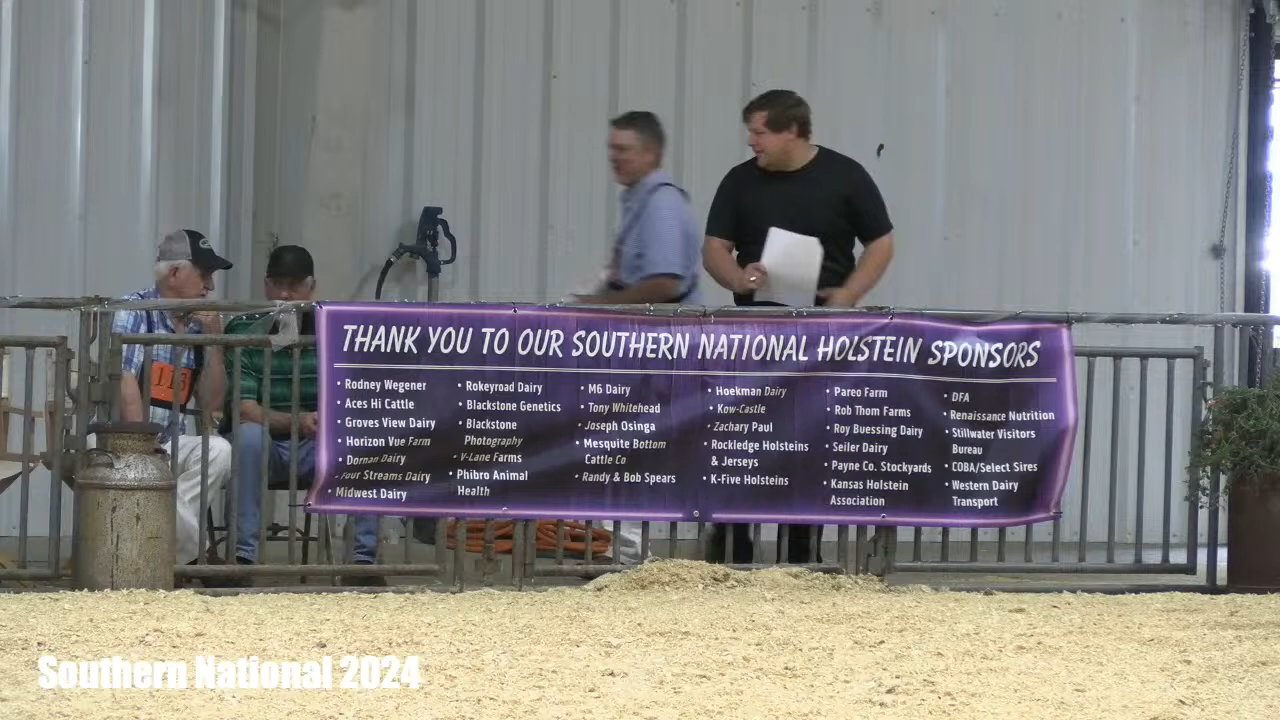 THANK YOU TO OUR SOUTHERN NATIONAL HOLSTEIN SPONSORS
• Rodney Wegener
• Aces Hi Cattle
• Groves View Dairy
• Horizon Vue Farm
• Dornan Dairy
• Four Streams Dairy
• Midwest Dairy
• Rokeyroad Dairy
• Blackstone Genetics
• Blackstone
Photography
• V-Lane Farms
• Phibro Animal
Health
• M6 Dairy
• Tony Whitehead
• Joseph Osinga
• Mesquite Bottom
Cattle Co
• Randy & Bob Spears
• Hoekman Dairy
• Kow-Castle
• Zachary Paul
• Rockledge Holsteins
& Jerseys
• K-Five Holsteins
• Pareo Farm
• Rob Thom Farms
• Roy Buessing Dairy
• Seiler Dairy
• Payne Co. Stockyards
• Kansas Holstein
Association
• DFA
• Renaissance Nutrition
• Stillwater Visitors
Bureau
• COBA/Select Sires
• Western Dairy
Transport
113
Southern National 2024